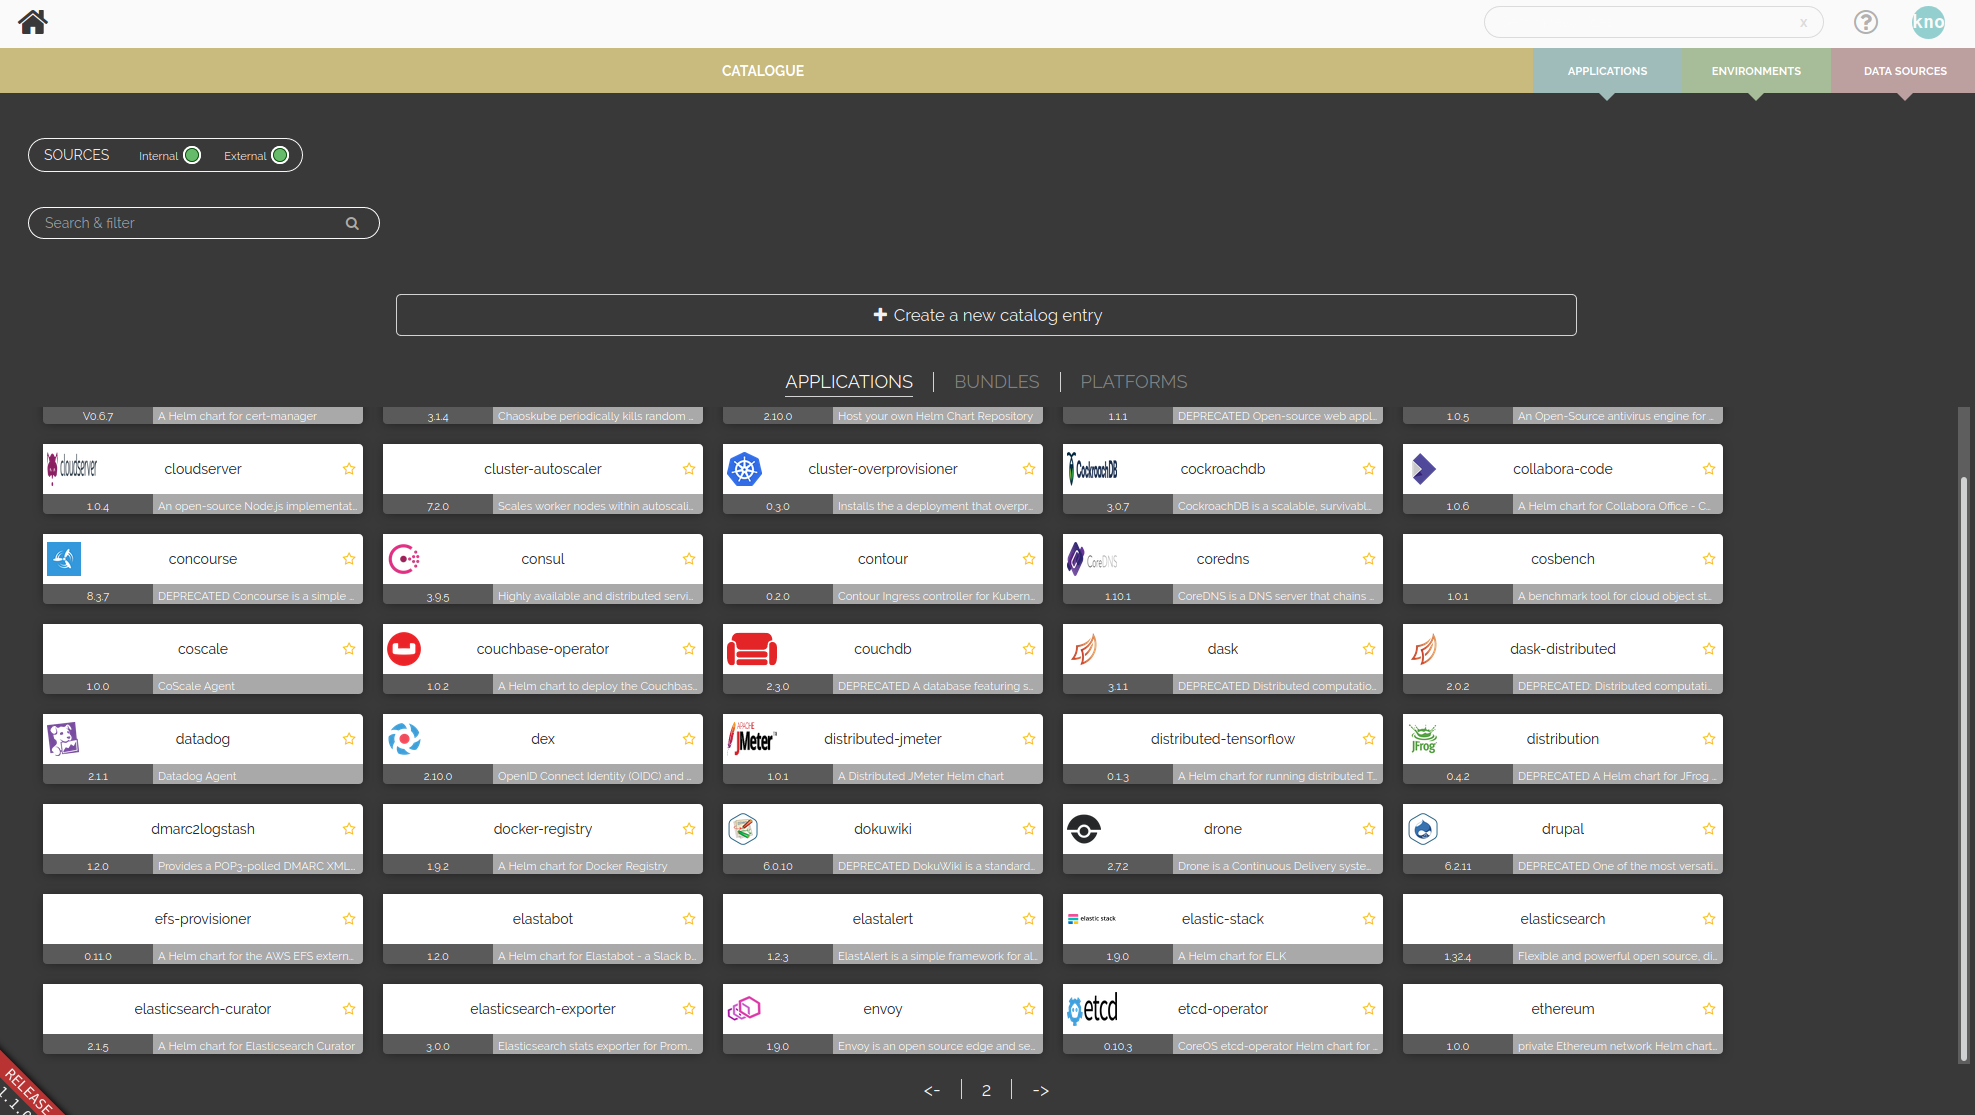 x ? kno
CATALOGUE APPLICATIONS ENVIRONMENTS DATA SOURCES
SOURCES Internal External
Search & filter
+ Create a new catalog entry
APPLICATIONS | BUNDLES | PLATFORMS
V0.6.7 A Helm chart for cert-manager 3.1.4 Chaoskube periodically kills random ... 2.10.0 Host your own Helm Chart Repository 1.1.1 DEPRECATED Open-source web appl... 1.0.5 An Open-Source antivirus engine for ...
cloudserver cloudserver cluster-autoscaler cluster-overprovisioner CockroachDB cockroachdb collabora-code
1.0.4 An open-source Node.js implementat... 7.2.0 Scales worker nodes within autoscali... 0.3.0 Installs the a deployment that overpr... 3.0.7 CockroachDB is a scalable, survivabl... 1.0.6 A Helm chart for Collabora Office - C...
concourse consul contour CoreDNS coredns cosbench
8.3.7 DEPRECATED Concourse is a simple ... 3.9.5 Highly available and distributed servi... 0.2.0 Contour Ingress controller for Kubern... 1.10.1 CoreDNS is a DNS server that chains ... 1.0.1 A benchmark tool for cloud object st...
coscale couchbase-operator couchdb dask dask-distributed
1.0.0 CoScale Agent 1.0.2 A Helm chart to deploy the Couchbas... 2.3.0 DEPRECATED A database featuring s... 3.1.1 DEPRECATED Distributed computatio... 2.0.2 DEPRECATED: Distributed computati...
datadog dex APACHE JMeter distributed-jmeter distributed-tensorflow JFrog distribution
2.1.1 Datadog Agent 2.10.0 OpenID Connect Identity (OIDC) and ... 1.0.1 A Distributed JMeter Helm chart 0.1.3 A Helm chart for running distributed T... 0.4.2 DEPRECATED A Helm chart for JFrog ...
dmarc2logstash docker-registry dokuwiki drone drupal
1.2.0 Provides a POP3-polled DMARC XML... 1.9.2 A Helm chart for Docker Registry 6.0.10 DEPRECATED DokuWiki is a standard... 2.7.2 Drone is a Continuous Delivery syste... 6.2.11 DEPRECATED One of the most versati...
efs-provisioner elastabot elastalert elastic stack elastic-stack elasticsearch
0.11.0 A Helm chart for the AWS EFS extern... 1.2.0 A Helm chart for Elastabot - a Slack b... 1.2.3 ElastAlert is a simple framework for al... 1.9.0 A Helm chart for ELK 1.32.4 Flexible and powerful open source, di...
elasticsearch-curator elasticsearch-exporter envoy etcd etcd-operator ethereum
2.1.5 A Helm chart for Elasticsearch Curator 3.0.0 Elasticsearch stats exporter for Prom... 1.9.0 Envoy is an open source edge and se... 0.10.3 CoreOS etcd-operator Helm chart for ... 1.0.0 private Ethereum network Helm chart...
<- | 2 | ->
RELEASE